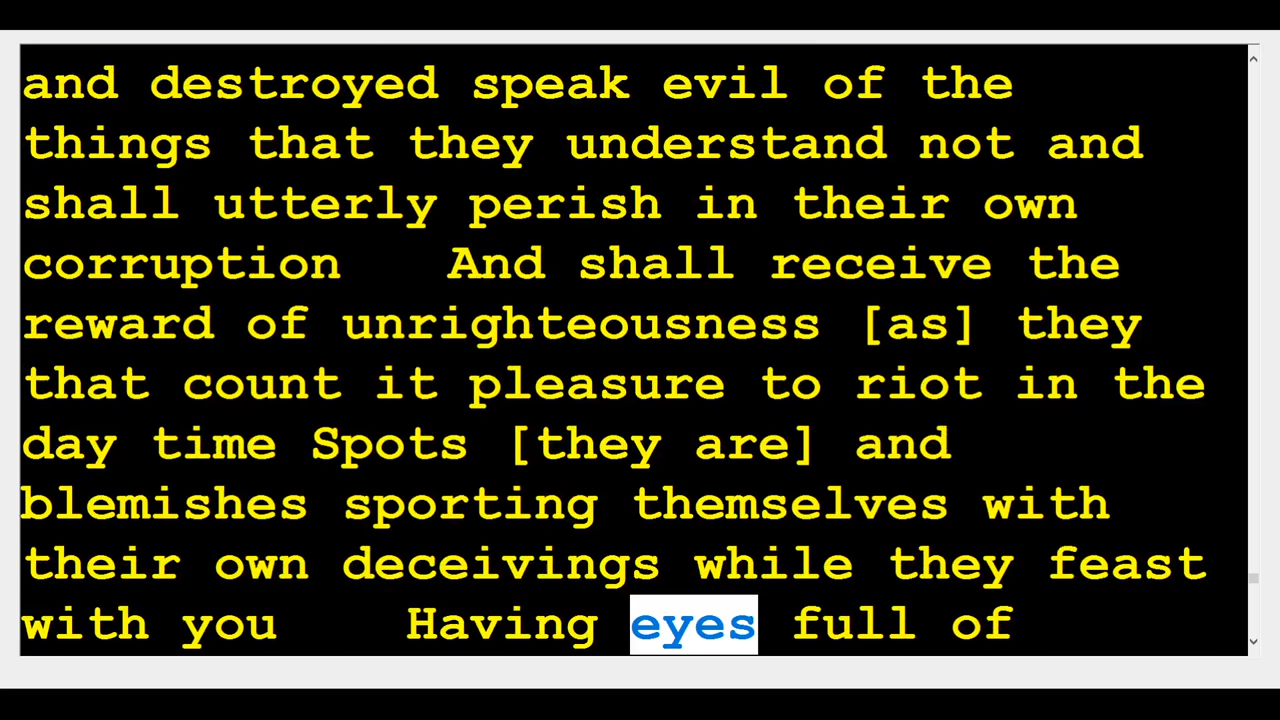 and destroyed speak evil of the
things that they understand not and
shall utterly perish in their own
corruption   And shall receive the
reward of unrighteousness [as] they
that count it pleasure to riot in the
day time Spots [they are] and
blemishes sporting themselves with
their own deceivings while they feast
with you    Having eyes full of